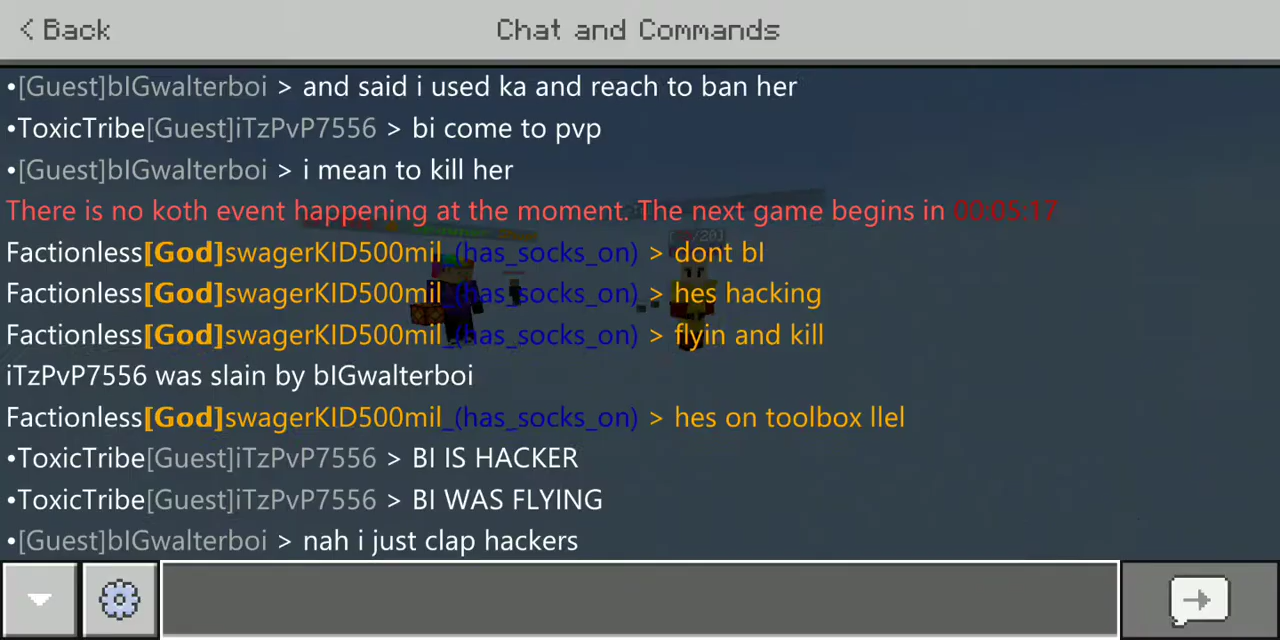 < Back
Chat and Commands
•[Guest]bIGwalterboi > and said i used ka and reach to ban her
•ToxicTribe[Guest]iTzPvP7556 > bi come to pvp
•[Guest]bIGwalterboi > i mean to kill her
There is no koth event happening at the moment. The next game begins in 00:05:17
Factionless[God]swagerKID500mil_(has_socks_on) > dont bI
Factionless[God]swagerKID500mil_(has_socks_on) > hes hacking
Factionless[God]swagerKID500mil_(has_socks_on) > flyin and kill
iTzPvP7556 was slain by bIGwalterboi
Factionless[God]swagerKID500mil_(has_socks_on) > hes on toolbox llel
•ToxicTribe[Guest]iTzPvP7556 > BI IS HACKER
•ToxicTribe[Guest]iTzPvP7556 > BI WAS FLYING
•[Guest]bIGwalterboi > nah i just clap hackers